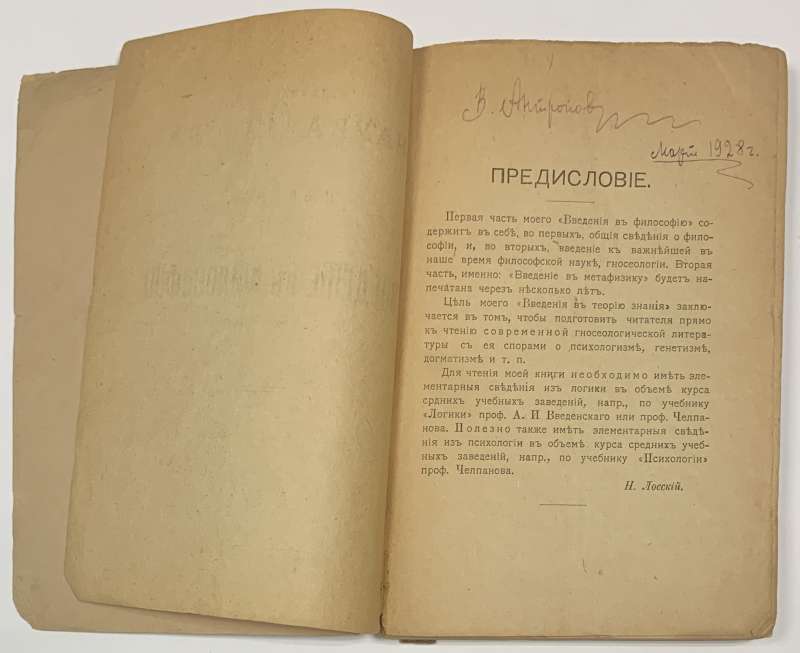 В. Антропов
Март 1928 г.
ПРЕДИСЛОВІЕ.
Первая часть моего «Введенія въ философію» со-
держит въ себѣ, во первыхъ, общія свѣдѣнія о фило-
софіи, и, во вторыхъ, введеніе къ важнѣйшей въ
наше время философской наукѣ, гносеологіи. Вторая
часть, именно: «Введеніе въ метафизику» будетъ на-
печатана черезъ нѣсколько лѣтъ.
Цѣль моего «Введенія въ теорію знанія» заклю-
чается въ томъ, чтобы подготовить читателя прямо
къ чтенію современной гносеологической литера-
туры съ ея спорами о психологизмѣ, генетизмѣ,
догматизмѣ и т. п.
Для чтенія моей книги необходимо имѣть эле-
ментарныя свѣдѣнія изъ логики въ объемѣ курса
срднихъ учебныхъ заведеній, напр., по учебнику
«Логики» проф. А. И Введенскаго или проф. Челпа-
нова. Полезно также имѣть элементарныя свѣдѣ-
нія изъ психологіи въ объемѣ курса среднихъ учеб-
ныхъ заведеній, напр., по учебнику «Психологіи»
проф. Челпанова.
Н. Лосскій.